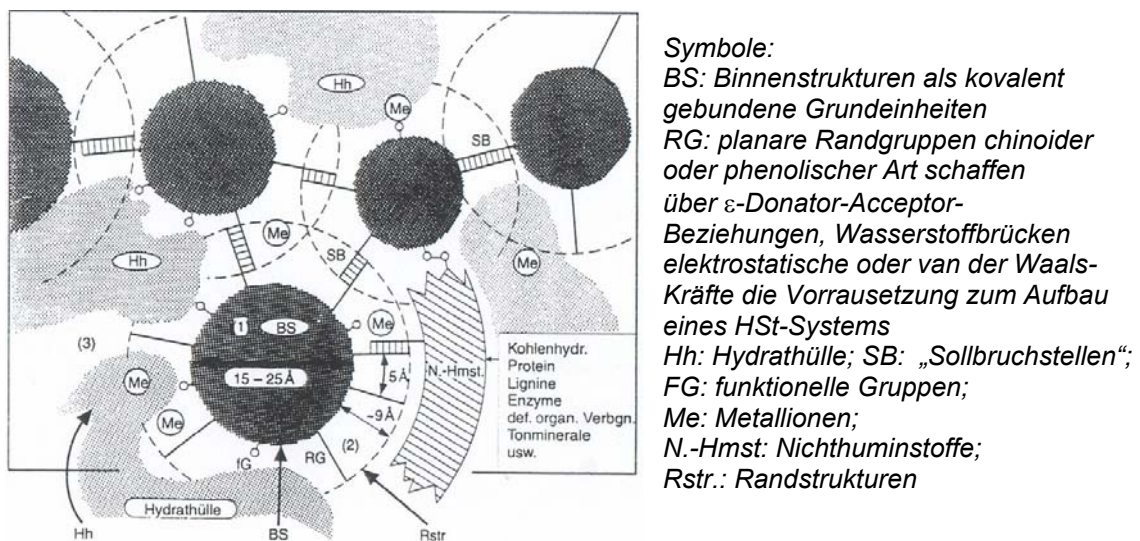 Hh
Me
SB
Me
Hh
SB
Me
1
BS
Me
(3)
15 – 25 Å
N.-Hmst.
5 Å
Me
~9 Å
Me
(2)
fG
RG
Hydrathülle
Hh
BS
Rstr
Kohlenhydr.
Protein
Lignine
Enzyme
def. organ. Verbgn.
Tonminerale
usw.
Symbole:
BS: Binnenstrukturen als kovalent
gebundene Grundeinheiten
RG: planare Randgruppen chinoider
oder phenolischer Art schaffen
über ε-Donator-Acceptor-
Beziehungen, Wasserstoffbrücken
elektrostatische oder van der Waals-
Kräfte die Vorrausetzung zum Aufbau
eines HSt-Systems
Hh: Hydrathülle; SB: „Sollbruchstellen“;
FG: funktionelle Gruppen;
Me: Metallionen;
N.-Hmst: Nichthuminstoffe;
Rstr.: Randstrukturen